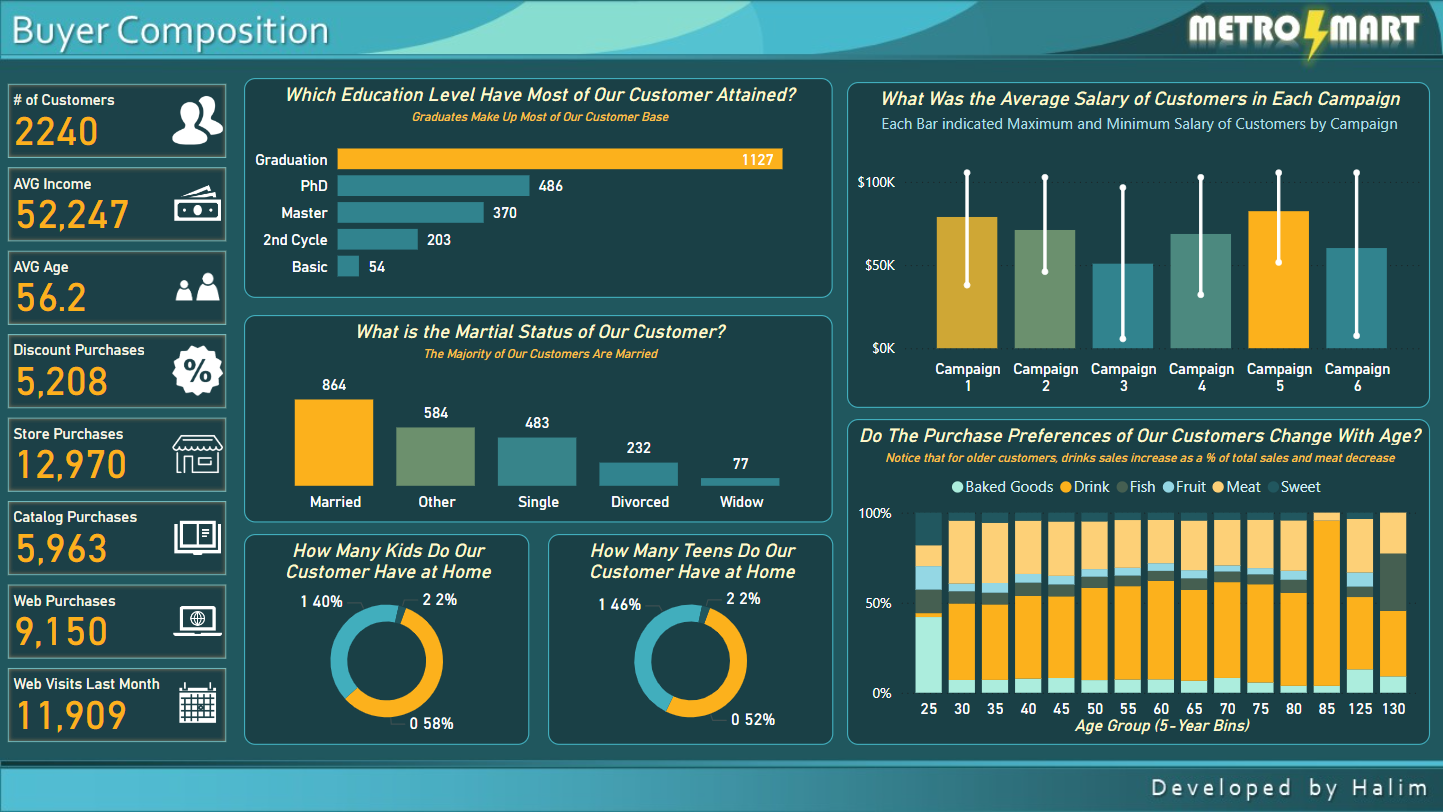 Buyer Composition
METRO MART
# of Customers
2240
AVG Income
52,247
AVG Age
56.2
Discount Purchases
5,208
%
Store Purchases
12,970
Catalog Purchases
5,963
Web Purchases
9,150
Web Visits Last Month
11,909
Which Education Level Have Most of Our Customer Attained?
Graduates Make Up Most of Our Customer Base
Graduation 1127
PhD 486
Master 370
2nd Cycle 203
Basic 54
What is the Martial Status of Our Customer?
The Majority of Our Customers Are Married
864 584 483 232 77
Married Other Single Divorced Widow
How Many Kids Do Our
Customer Have at Home
1 40% 2 2%
0 58%
How Many Teens Do Our
Customer Have at Home
1 46% 2 2%
0 52%
What Was the Average Salary of Customers in Each Campaign
Each Bar indicated Maximum and Minimum Salary of Customers by Campaign
$100K
$50K
$0K
Campaign Campaign Campaign Campaign Campaign Campaign
1 2 3 4 5 6
Do The Purchase Preferences of Our Customers Change With Age?
Notice that for older customers, drinks sales increase as a % of total sales and meat decrease
Baked Goods Drink Fish Fruit Meat Sweet
100%
50%
0%
25 30 35 40 45 50 55 60 65 70 75 80 85 125 130
Age Group (5-Year Bins)
Developed by Halim